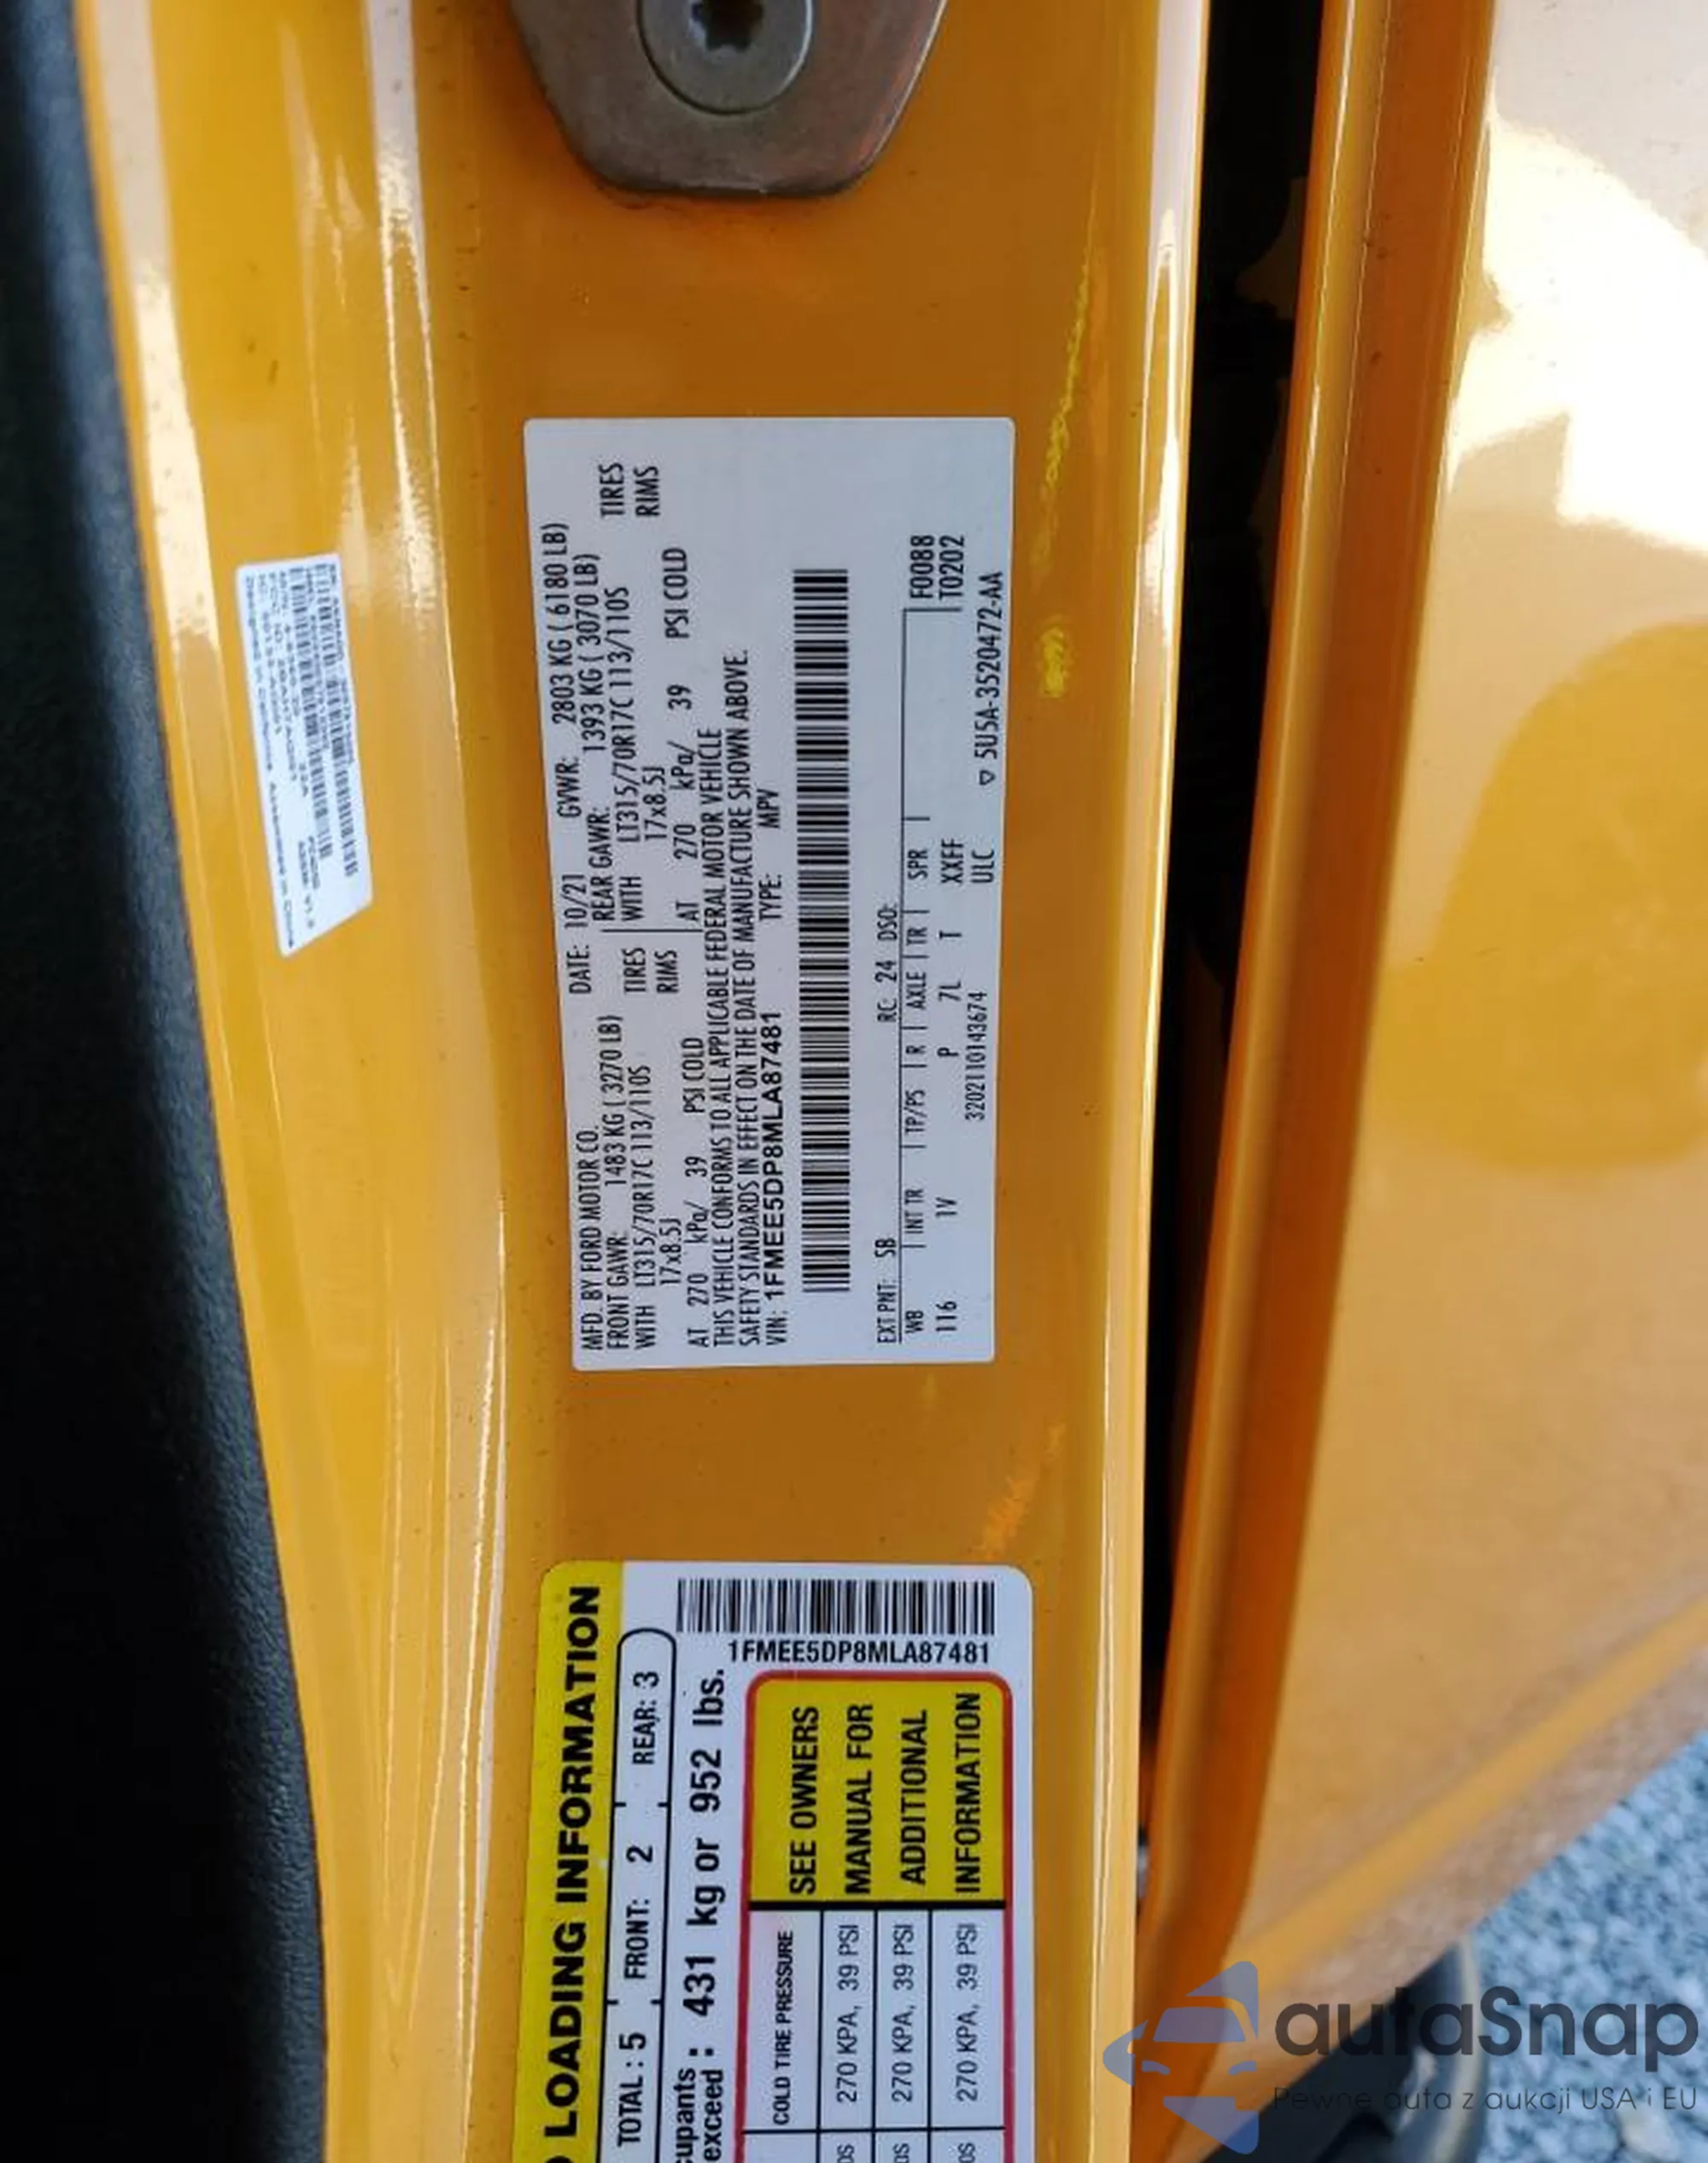 MFD. BY FORD MOTOR CO.
DATE: 10/21
GVWR: 2803 KG ( 6180 LB)
FRONT GAWR: 1483 KG ( 3270 LB)
REAR GAWR: 1393 KG ( 3070 LB)
WITH LT315/70R17C 113/110S TIRES
WITH LT315/70R17C 113/110S TIRES
17x8.5J RIMS
17x8.5J RIMS
AT 270 kPa/ 39 PSI COLD
AT 270 kPa/ 39 PSI COLD
THIS VEHICLE CONFORMS TO ALL APPLICABLE FEDERAL MOTOR VEHICLE
SAFETY STANDARDS IN EFFECT ON THE DATE OF MANUFACTURE SHOWN ABOVE.
VIN: 1FMEE5DP8MLA87481 TYPE: MPV
EXT PNT: SB RC: 24 DSO:
WB INT TR TP/PS R AXLE TR SPR F0088
116 1V P 7L T XXFF T0202
3202110143674 ULC 5U5A-3520472-AA
LOADING INFORMATION
TOTAL : 5 FRONT: 2 REAR: 3
exceed : 431 kg or 952 lbs.
1FMEE5DP8MLA87481
COLD TIRE PRESSURE
270 KPA, 39 PSI
270 KPA, 39 PSI
270 KPA, 39 PSI
SEE OWNERS
MANUAL FOR
ADDITIONAL
INFORMATION
autaSnap
Pewne auta z aukcji USA i EU